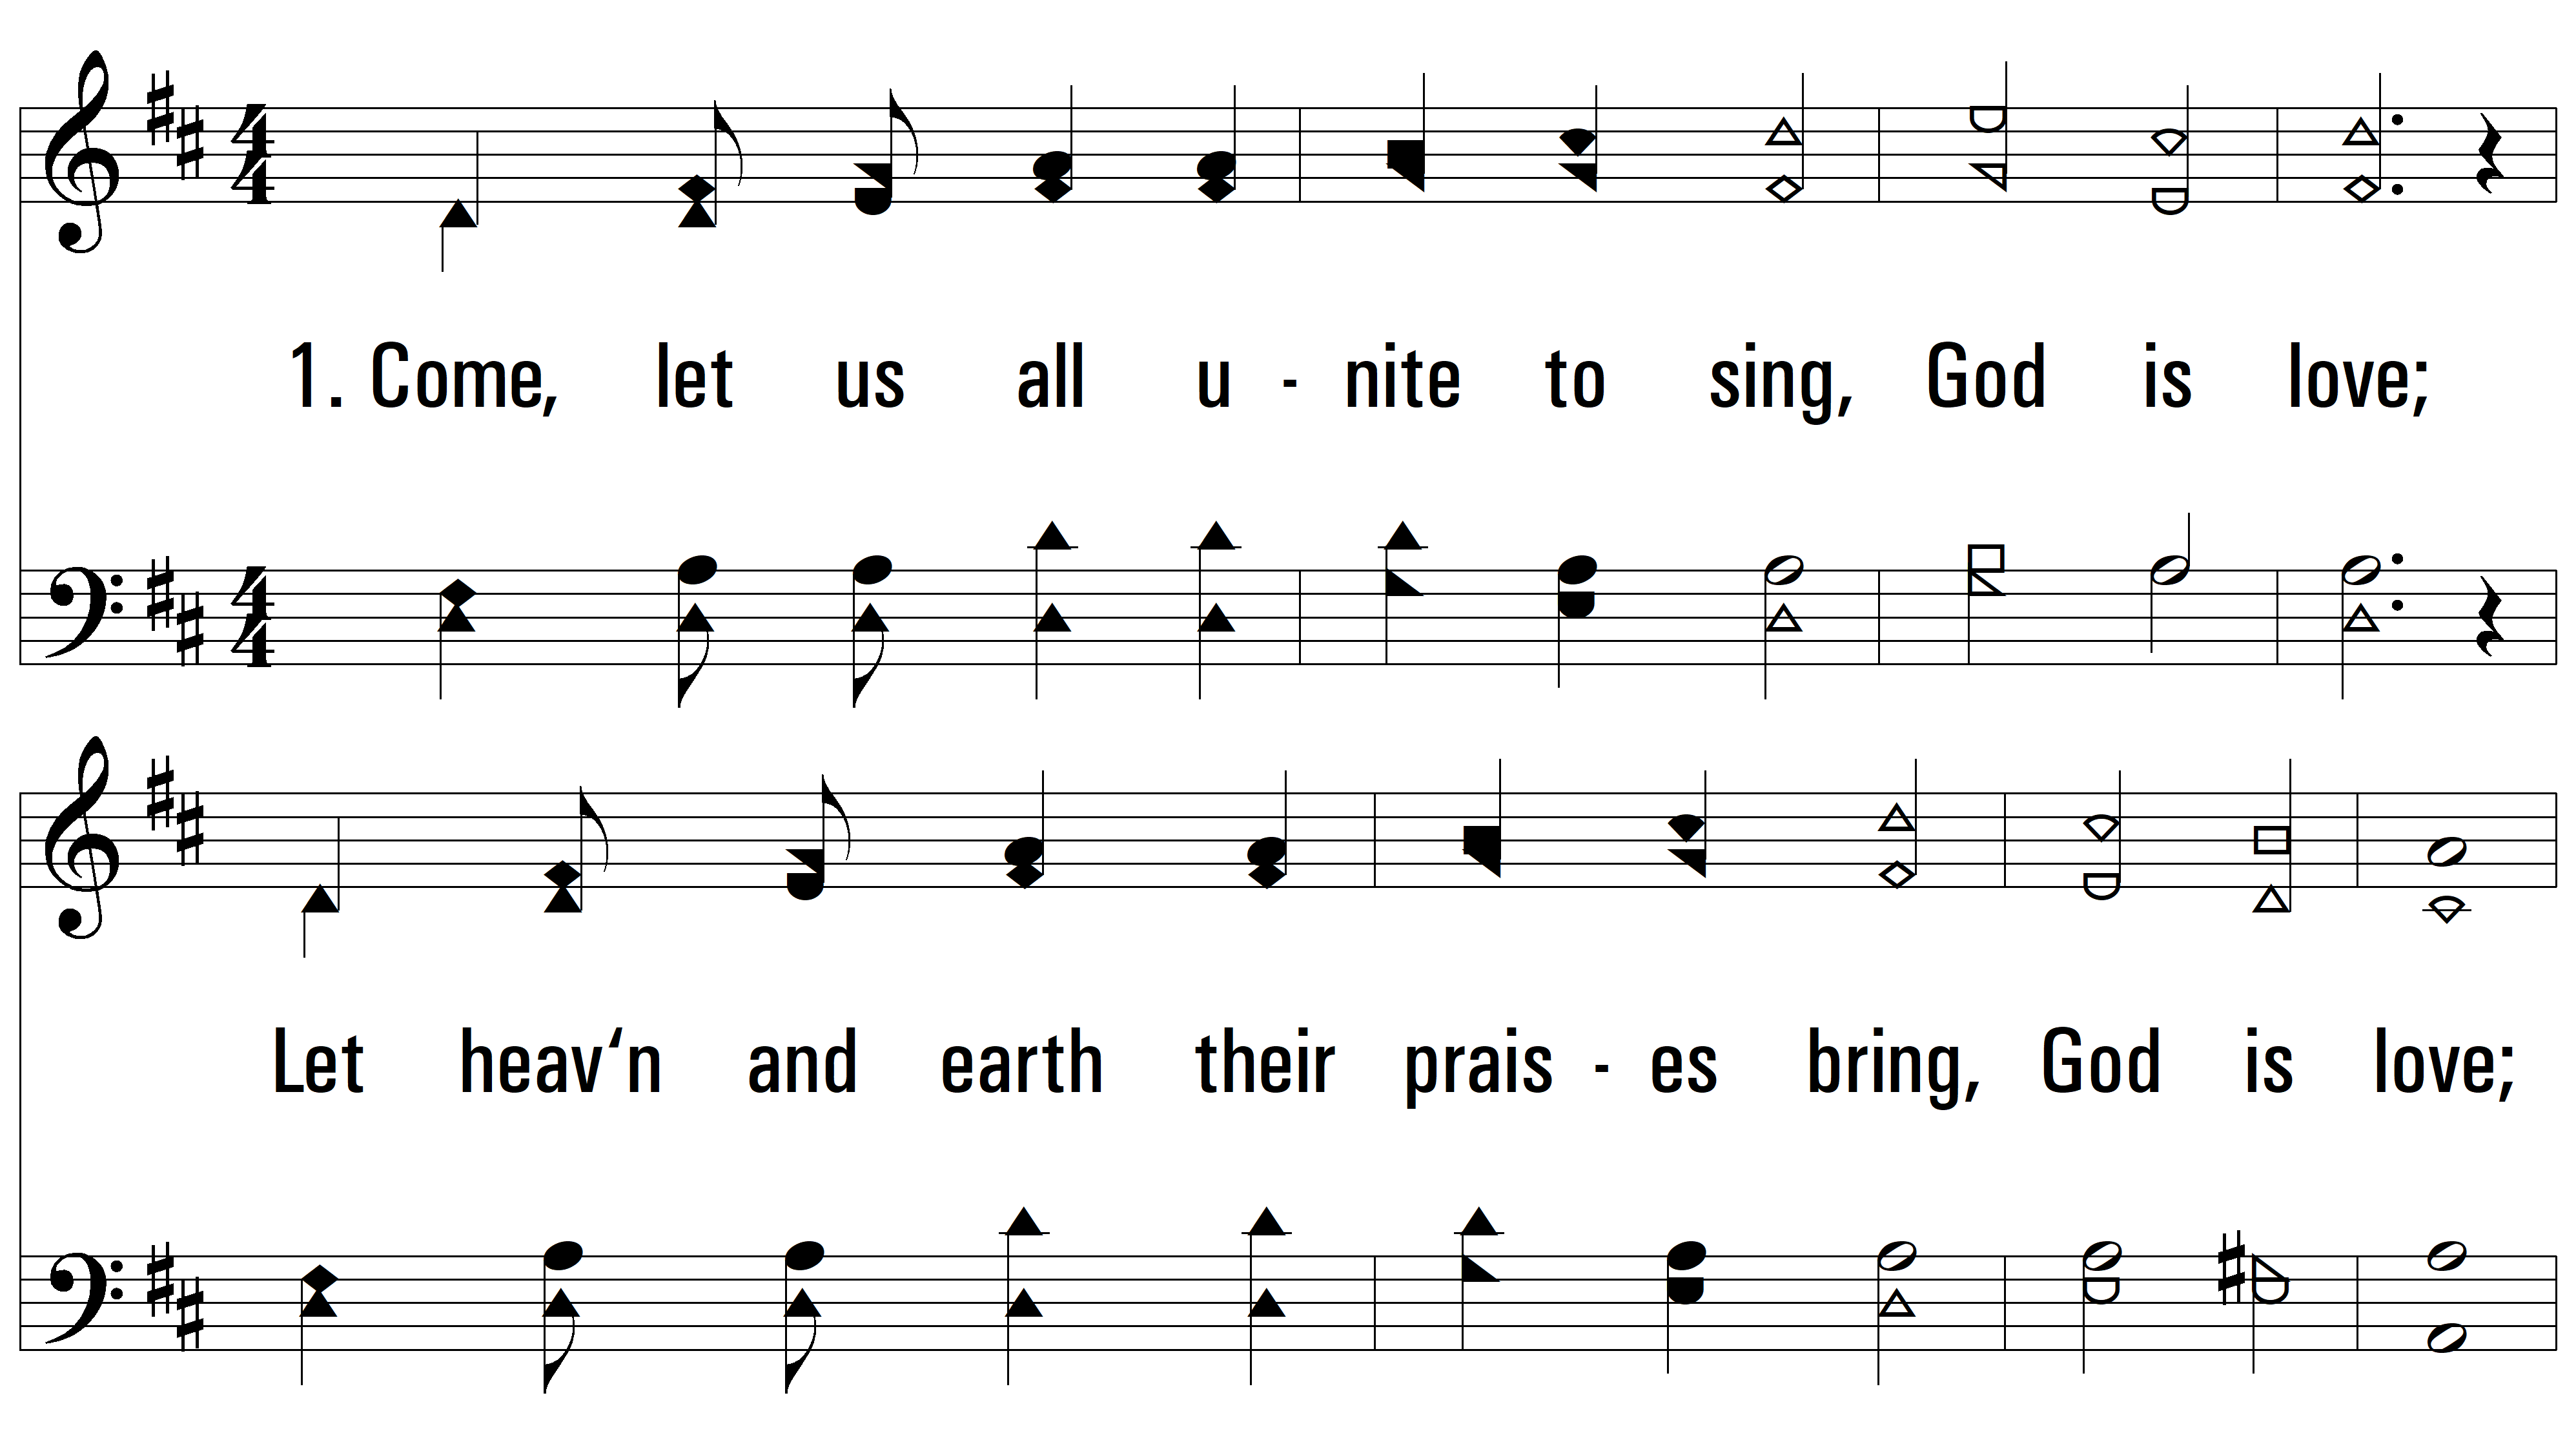 1. Come, let us all u - nite to sing, God is love;
Let heav‘n and earth their prais - es bring, God is love;